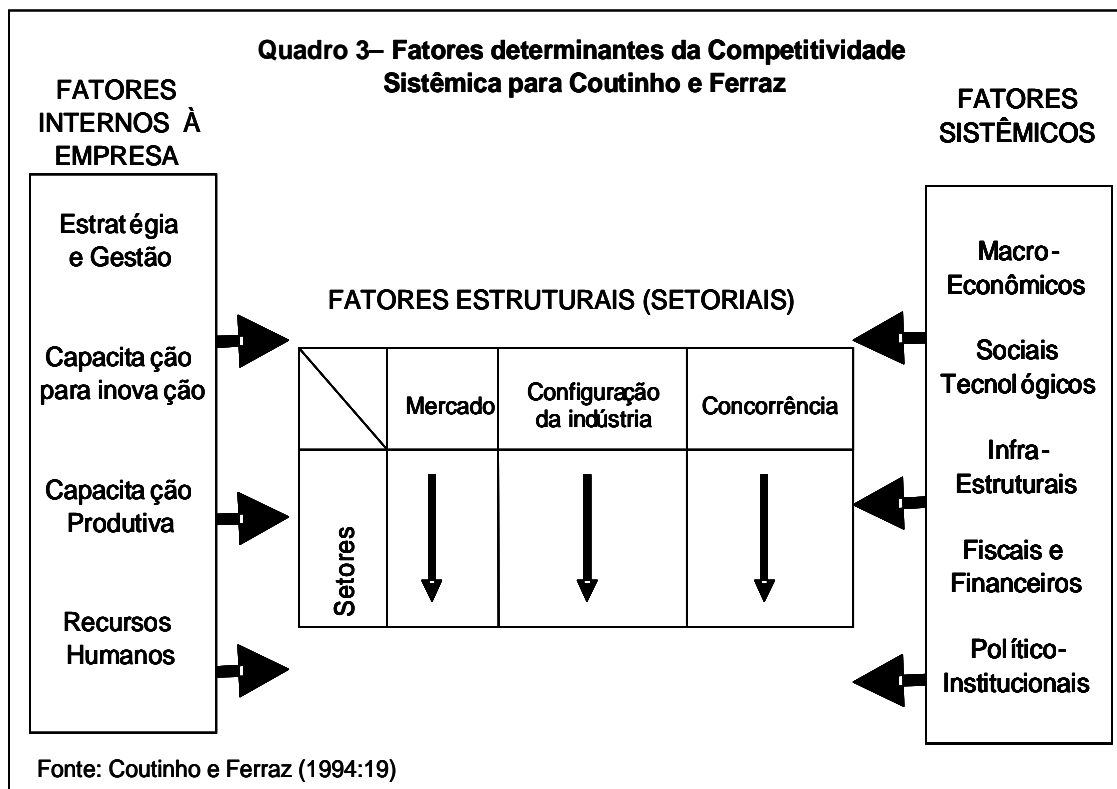 Quadro 3– Fatores determinantes da Competitividade
Sistêmica para Coutinho e Ferraz
FATORES
INTERNOS À
EMPRESA
Estratégia
e Gestão
Capacitação
para inovação
Capacitação
Produtiva
Recursos
Humanos
FATORES ESTRUTURAIS (SETORIAIS)
Mercado
Configuração
da indústria
Concorrência
Setores
FATORES
SISTÊMICOS
Macro-
Econômicos
Sociais
Tecnológicos
Infra-
Estruturais
Fiscais e
Financeiros
Político-
Institucionais
Fonte: Coutinho e Ferraz (1994:19)